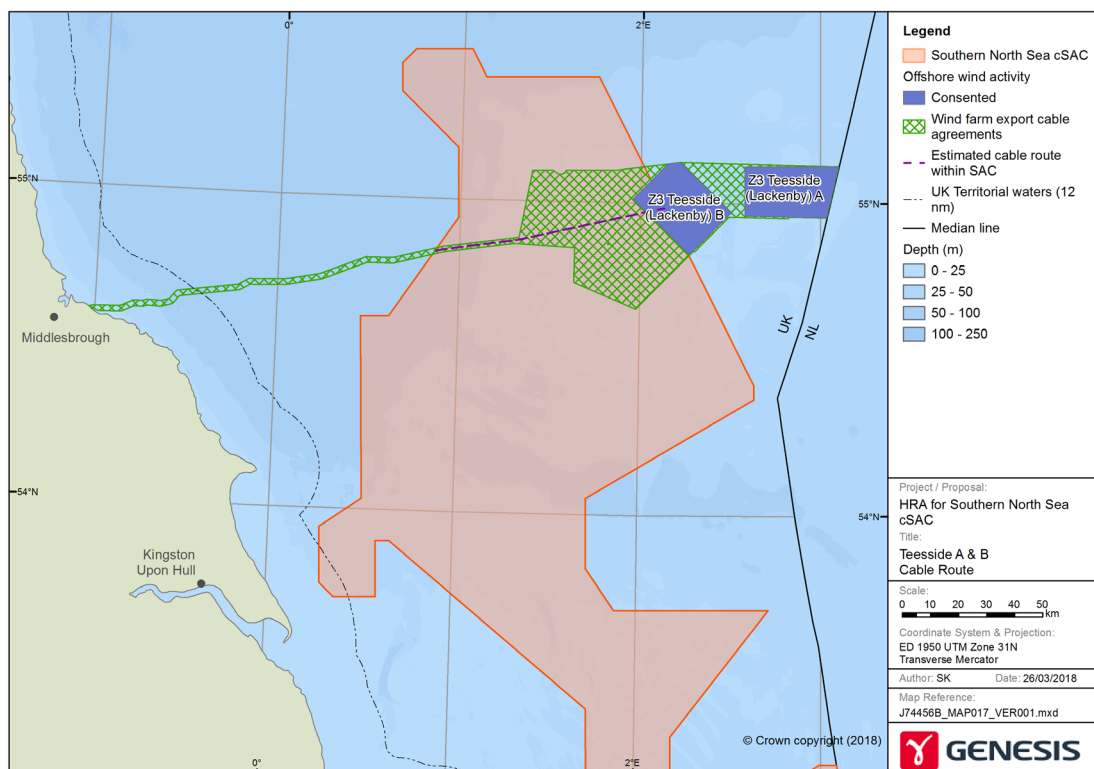 0°
2°E
55°N
55°N
54°N
54°N
0°
2°E
Z3 Teesside
(Lackenby) A
Z3 Teesside
(Lackenby) B
Middlesbrough
Kingston
Upon Hull
UK
NL
© Crown copyright (2018)
Legend
Southern North Sea cSAC
Offshore wind activity
Consented
Wind farm export cable
agreements
Estimated cable route
within SAC
UK Territorial waters (12
nm)
Median line
Depth (m)
0 - 25
25 - 50
50 - 100
100 - 250
Project / Proposal:
HRA for Southern North Sea
cSAC
Title:
Teesside A & B
Cable Route
Scale:
0 10 20 30 40 50
km
Coordinate System & Projection:
ED 1950 UTM Zone 31N
Transverse Mercator
Author: SK Date: 26/03/2018
Map Reference:
J74456B_MAP017_VER001.mxd
GENESIS